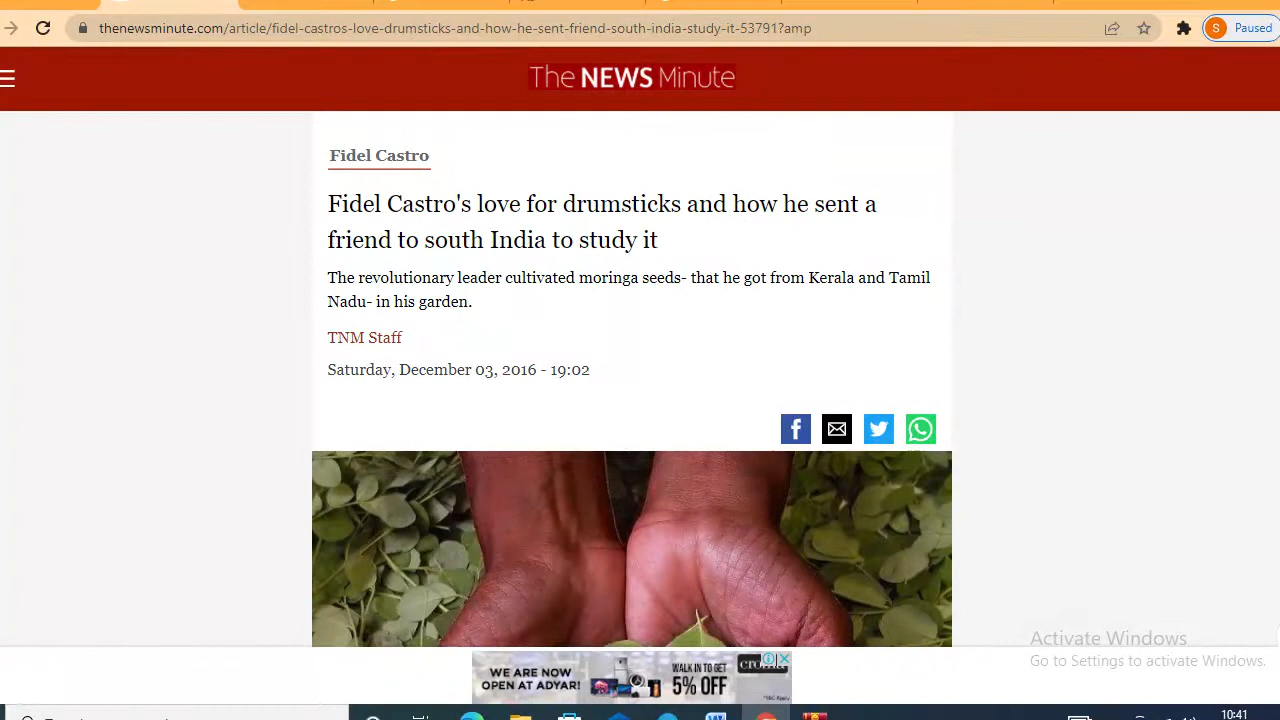 thenewsminute.com/article/fidel-castros-love-drumsticks-and-how-he-sent-friend-south-india-study-it-53791?amp
S Paused
The NEWS Minute
Fidel Castro
Fidel Castro's love for drumsticks and how he sent a
friend to south India to study it
The revolutionary leader cultivated moringa seeds- that he got from Kerala and Tamil
Nadu- in his garden.
TNM Staff
Saturday, December 03, 2016 - 19:02
Activate Windows
Go to Settings to activate Windows.
WE ARE NOW
OPEN AT ADYAR!
WALK IN TO GET
5% OFF
croma
10:41